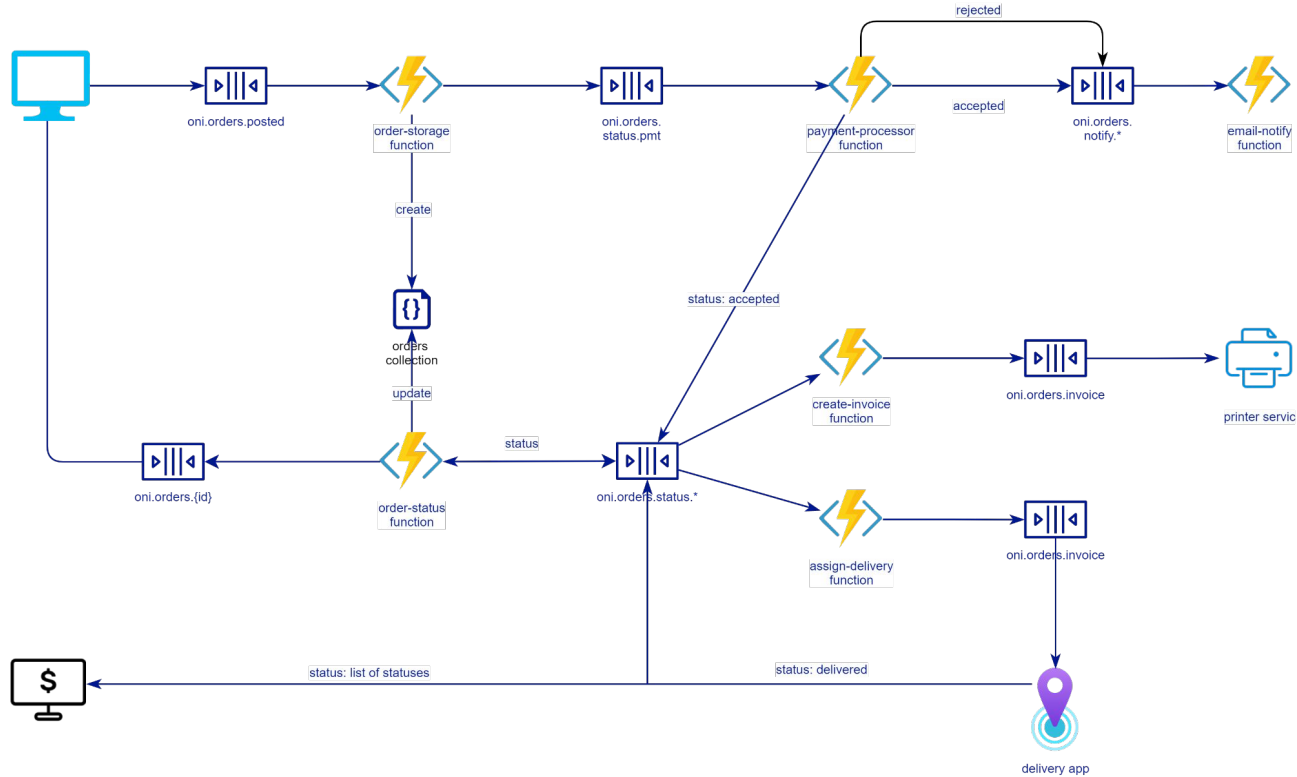 rejected
oni.orders.posted
order-storage
function
oni.orders.
status.pmt
payment-processor
function
accepted
oni.orders.
notify.*
email-notify
function
create
status: accepted
{}
orders
collection
update
create-invoice
function
oni.orders.invoice
printer servic
oni.orders.{id}
order-status
function
status
oni.orders.status.*
assign-delivery
function
oni.orders.invoice
$
status: list of statuses
status: delivered
delivery app